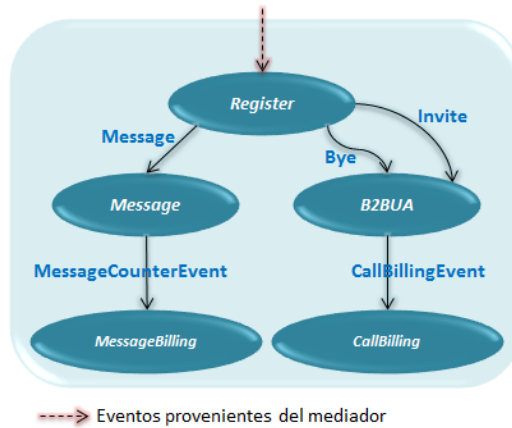 Register
Invite
Message
Bye
Message
B2BUA
MessageCounterEvent
CallBillingEvent
MessageBilling
CallBilling
Eventos provenientes del mediador